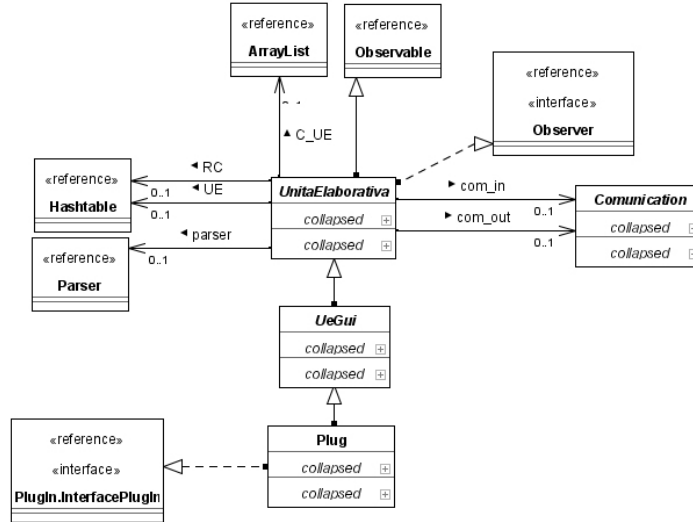 «reference»
ArrayList
«reference»
Observable
«reference»
«interface»
Observer
C_UE
RC
UE
0..1
0..1
«reference»
Hashtable
UnitaElaborativa
collapsed
collapsed
com_in
0..1
com_out
0..1
Comunication
collapsed
collapsed
parser
0..1
«reference»
Parser
UeGui
collapsed
collapsed
«reference»
«interface»
PlugIn.InterfacePlugIn
Plug
collapsed
collapsed